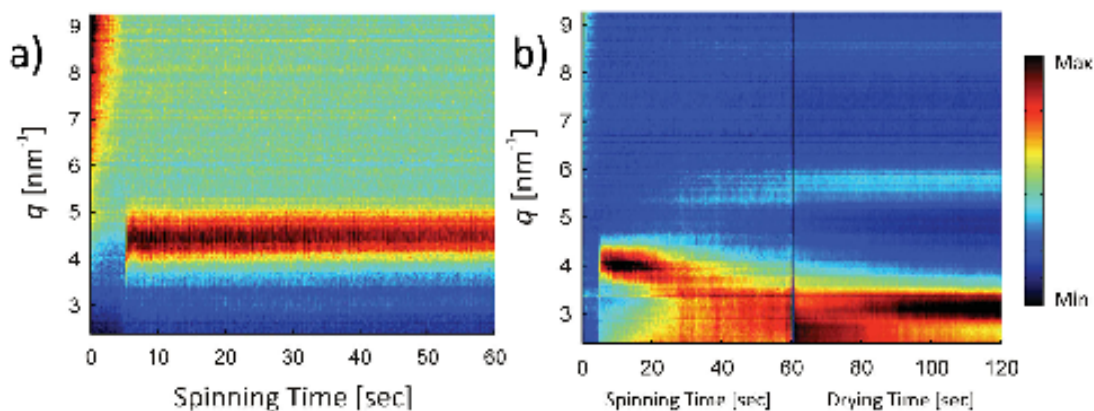 a)
9
8
7
6
5
4
3
q [nm-1]
0 10 20 30 40 50 60
Spinning Time [sec]
b)
9
8
7
6
5
4
3
q [nm-1]
0 20 40 60 80 100 120
Spinning Time [sec] Drying Time [sec]
Max
Min